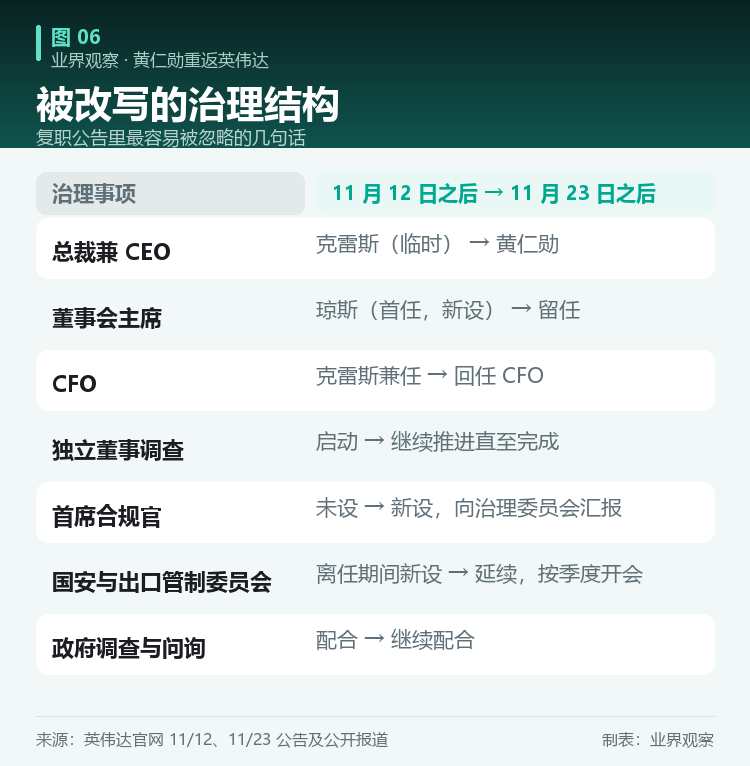 图 06
业界观察 · 黄仁勋重返英伟达
被改写的治理结构
复职公告里最容易被忽略的几句话
治理事项 11 月 12 日之后 → 11 月 23 日之后
总裁兼 CEO 克雷斯（临时） → 黄仁勋
董事会主席 琼斯（首任，新设） → 留任
CFO 克雷斯兼任 → 回任 CFO
独立董事调查 启动 → 继续推进直至完成
首席合规官 未设 → 新设，向治理委员会汇报
国安与出口管制委员会 离任期间新设 → 延续，按季度开会
政府调查与问询 配合 → 继续配合
来源：英伟达官网 11/12、11/23 公告及公开报道 制表：业界观察